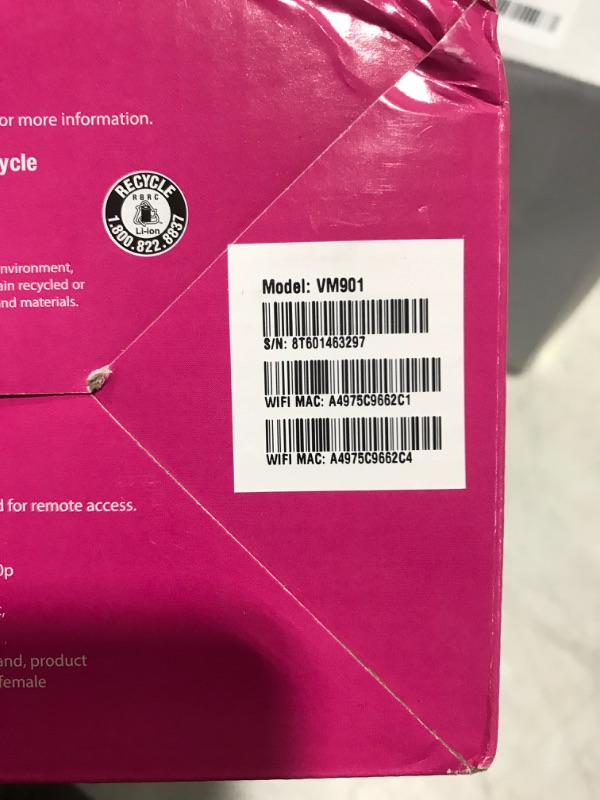 or more information.
ycle
RECYCLE
RBRC
Li-ion
1.800.822.8837
nvironment,
ain recycled or
nd materials.
Model: VM901
S/N: 8T601463297
WIFI MAC: A4975C9662C1
WIFI MAC: A4975C9662C4
d for remote access.
0p
and, product
female